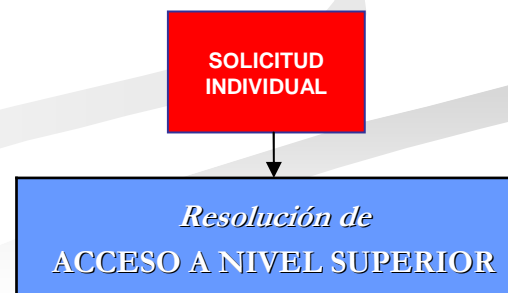 SOLICITUD
INDIVIDUAL
Resolución de
ACCESO A NIVEL SUPERIOR